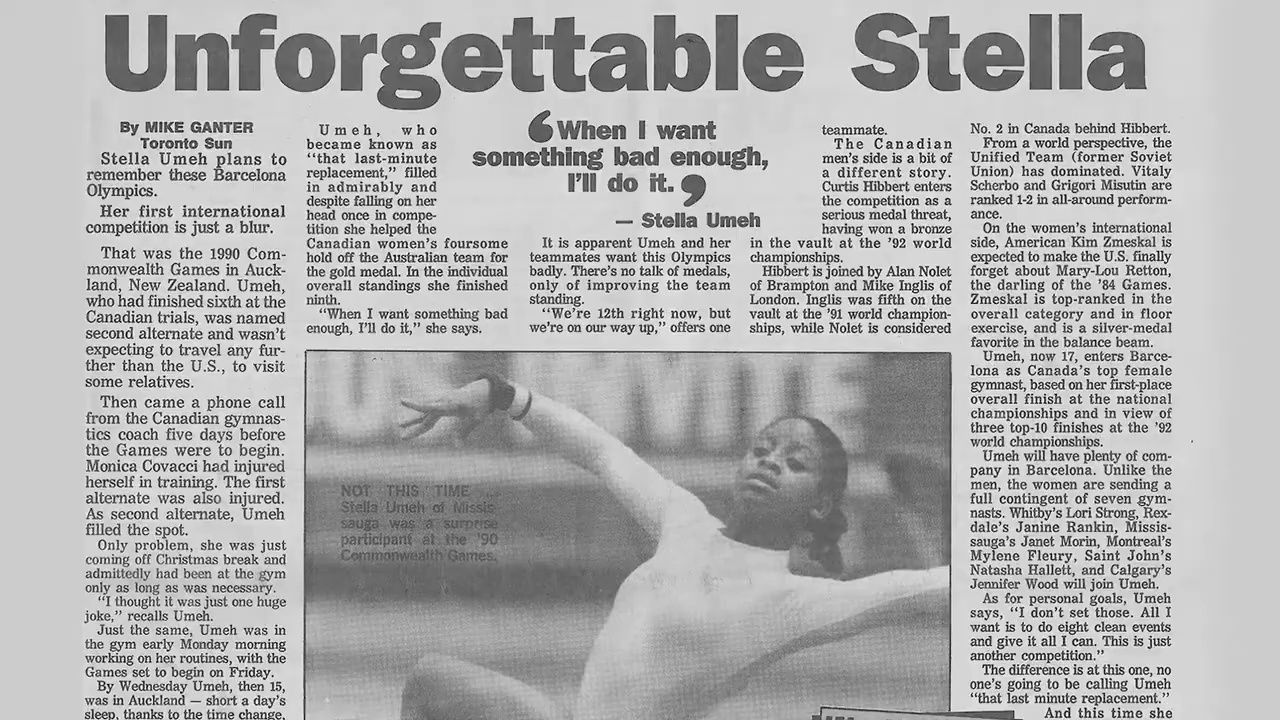 Unforgettable Stella
By MIKE GANTER
Toronto Sun
Stella Umeh plans to
remember these Barcelona
Olympics.
Her first international
competition is just a blur.
That was the 1990 Com-
monwealth Games in Auck-
land, New Zealand. Umeh,
who had finished sixth at the
Canadian trials, was named
second alternate and wasn't
expecting to travel any fur-
ther than the U.S., to visit
some relatives.
Then came a phone call
from the Canadian gymnas-
tics coach five days before
the Games were to begin.
Monica Covacci had injured
herself in training. The first
alternate was also injured.
As second alternate, Umeh
filled the spot.
Only problem, she was just
coming off Christmas break and
admittedly had been at the gym
only as long as was necessary.
"I thought it was just one huge
joke," recalls Umeh.
Just the same, Umeh was in
the gym early Monday morning
working on her routines, with the
Games set to begin on Friday.
By Wednesday Umeh, then 15,
was in Auckland — short a day's
sleep, thanks to the time change,
Umeh, who
became known as
"that last-minute
replacement," filled
in admirably and
despite falling on her
head once in compe-
tition she helped the
Canadian women's foursome
hold off the Australian team for
the gold medal. In the individual
overall standings she finished
ninth.
"When I want something bad
enough, I'll do it," she says.
'When I want
something bad enough,
I'll do it.'
— Stella Umeh
It is apparent Umeh and her
teammates want this Olympics
badly. There's no talk of medals,
only of improving the team
standing.
"We're 12th right now, but
we're on our way up," offers one
teammate.
The Canadian
men's side is a bit of
a different story.
Curtis Hibbert enters
the competition as a
serious medal threat,
having won a bronze
in the vault at the '92 world
championships.
Hibbert is joined by Alan Nolet
of Brampton and Mike Inglis of
London. Inglis was fifth on the
vault at the '91 world champion-
ships, while Nolet is considered
No. 2 in Canada behind Hibbert.
From a world perspective, the
Unified Team (former Soviet
Union) has dominated. Vitaly
Scherbo and Grigori Misutin are
ranked 1-2 in all-around perform-
ance.
On the women's international
side, American Kim Zmeskal is
expected to make the U.S. finally
forget about Mary-Lou Retton,
the darling of the '84 Games.
Zmeskal is top-ranked in the
overall category and in floor
exercise, and is a silver-medal
favorite in the balance beam.
Umeh, now 17, enters Barce-
lona as Canada's top female
gymnast, based on her first-place
overall finish at the national
championships and in view of
three top-10 finishes at the '92
world championships.
Umeh will have plenty of com-
pany in Barcelona. Unlike the
men, the women are sending a
full contingent of seven gym-
nasts. Whitby's Lori Strong, Rex-
dale's Janine Rankin, Missis-
sauga's Janet Morin, Montreal's
Mylene Fleury, Saint John's
Natasha Hallett, and Calgary's
Jennifer Wood will join Umeh.
As for personal goals, Umeh
says, "I don't set those. All I
want is to do eight clean events
and give it all I can. This is just
another competition."
The difference is at this one, no
one's going to be calling Umeh
"that last minute replacement."
And this time she
NOT THIS TIME ...
Stella Umeh of Missis-
sauga was a surprise
participant at the '90
Commonwealth Games.